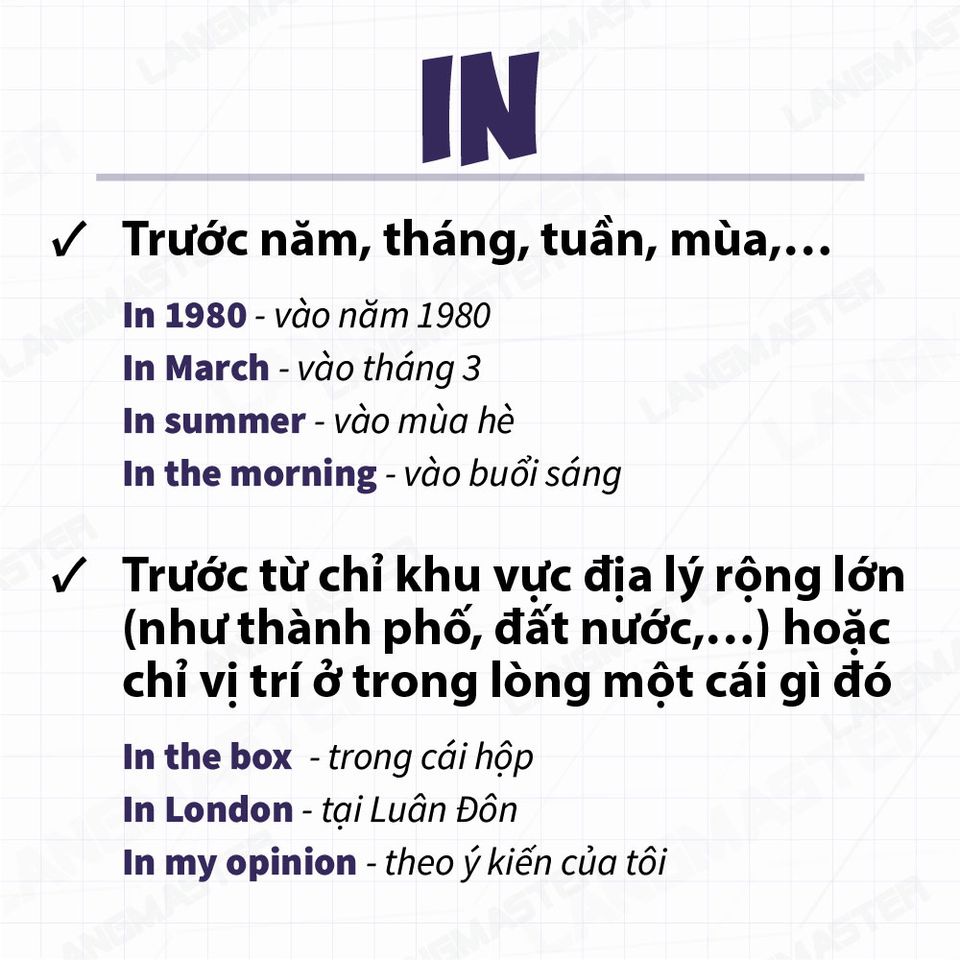 IN
✓ Trước năm, tháng, tuần, mùa,...
In 1980 - vào năm 1980
In March - vào tháng 3
In summer - vào mùa hè
In the morning - vào buổi sáng
✓ Trước từ chỉ khu vực địa lý rộng lớn
(như thành phố, đất nước,...) hoặc
chỉ vị trí ở trong lòng một cái gì đó
In the box - trong cái hộp
In London - tại Luân Đôn
In my opinion - theo ý kiến của tôi
LANGMASTER